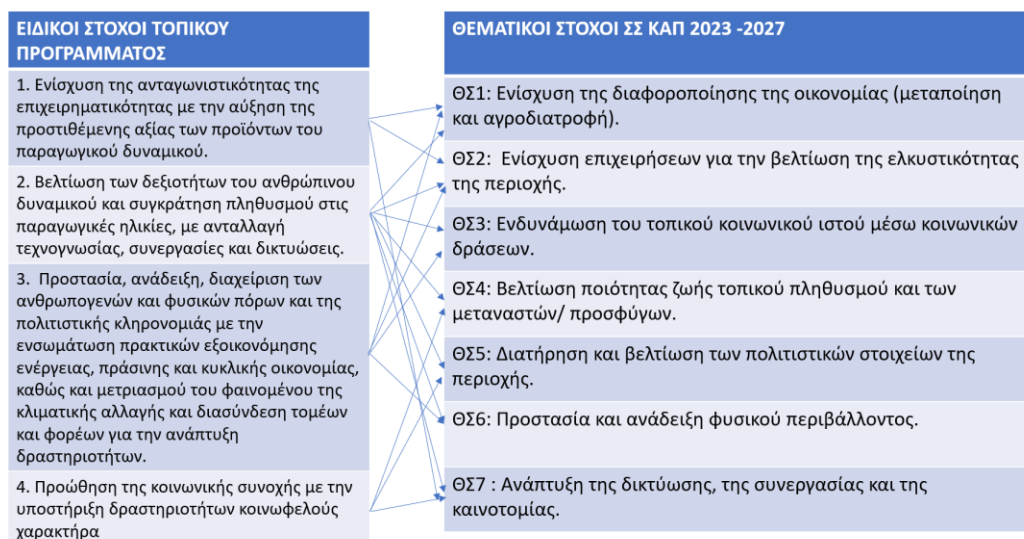 ΕΙΔΙΚΟΙ ΣΤΟΧΟΙ ΤΟΠΙΚΟΥ
ΠΡΟΓΡΑΜΜΑΤΟΣ
1. Ενίσχυση της ανταγωνιστικότητας της
επιχειρηματικότητας με την αύξηση της
προστιθέμενης αξίας των προϊόντων του
παραγωγικού δυναμικού.
2. Βελτίωση των δεξιοτήτων του ανθρώπινου
δυναμικού και συγκράτηση πληθυσμού στις
παραγωγικές ηλικίες, με ανταλλαγή
τεχνογνωσίας, συνεργασίες και δικτυώσεις.
3. Προστασία, ανάδειξη, διαχείριση των
ανθρωπογενών και φυσικών πόρων και της
πολιτιστικής κληρονομιάς με την
ενσωμάτωση πρακτικών εξοικονόμησης
ενέργειας, πράσινης και κυκλικής οικονομίας,
καθώς και μετριασμού του φαινομένου της
κλιματικής αλλαγής και διασύνδεση τομέων
και φορέων για την ανάπτυξη
δραστηριοτήτων.
4. Προώθηση της κοινωνικής συνοχής με την
υποστήριξη δραστηριοτήτων κοινωφελούς
χαρακτήρα
ΘΕΜΑΤΙΚΟΙ ΣΤΟΧΟΙ ΣΣ ΚΑΠ 2023 -2027
ΘΣ1: Ενίσχυση της διαφοροποίησης της οικονομίας (μεταποίηση
και αγροδιατροφή).
ΘΣ2: Ενίσχυση επιχειρήσεων για την βελτίωση της ελκυστικότητας
της περιοχής.
ΘΣ3: Ενδυνάμωση του τοπικού κοινωνικού ιστού μέσω κοινωνικών
δράσεων.
ΘΣ4: Βελτίωση ποιότητας ζωής τοπικού πληθυσμού και των
μεταναστών/ προσφύγων.
ΘΣ5: Διατήρηση και βελτίωση των πολιτιστικών στοιχείων της
περιοχής.
ΘΣ6: Προστασία και ανάδειξη φυσικού περιβάλλοντος.
ΘΣ7 : Ανάπτυξη της δικτύωσης, της συνεργασίας και της
καινοτομίας.